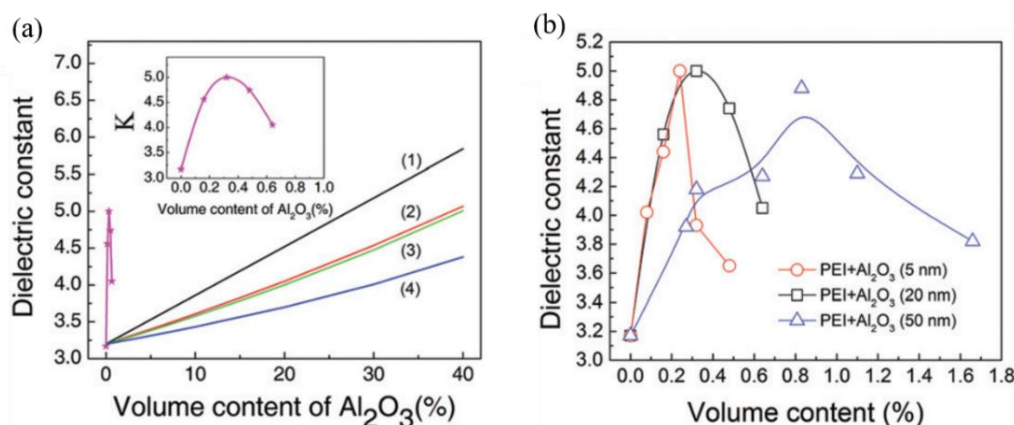 (a)
7.0
6.5
6.0
5.5
5.0
4.5
4.0
3.5
3.0
Dielectric constant
0
10
20
30
40
Volume content of Al₂O₃(%)
5.0
4.5
4.0
3.5
3.0
K
0.0 0.2 0.4 0.6 0.8 1.0
Volume content of Al₂O₃(%)
(1)
(2)
(3)
(4)
(b)
5.2
5.0
4.8
4.6
4.4
4.2
4.0
3.8
3.6
3.4
3.2
3.0
Dielectric constant
PEI+Al₂O₃ (5 nm)
PEI+Al₂O₃ (20 nm)
PEI+Al₂O₃ (50 nm)
0.0 0.2 0.4 0.6 0.8 1.0 1.2 1.4 1.6 1.8
Volume content (%)